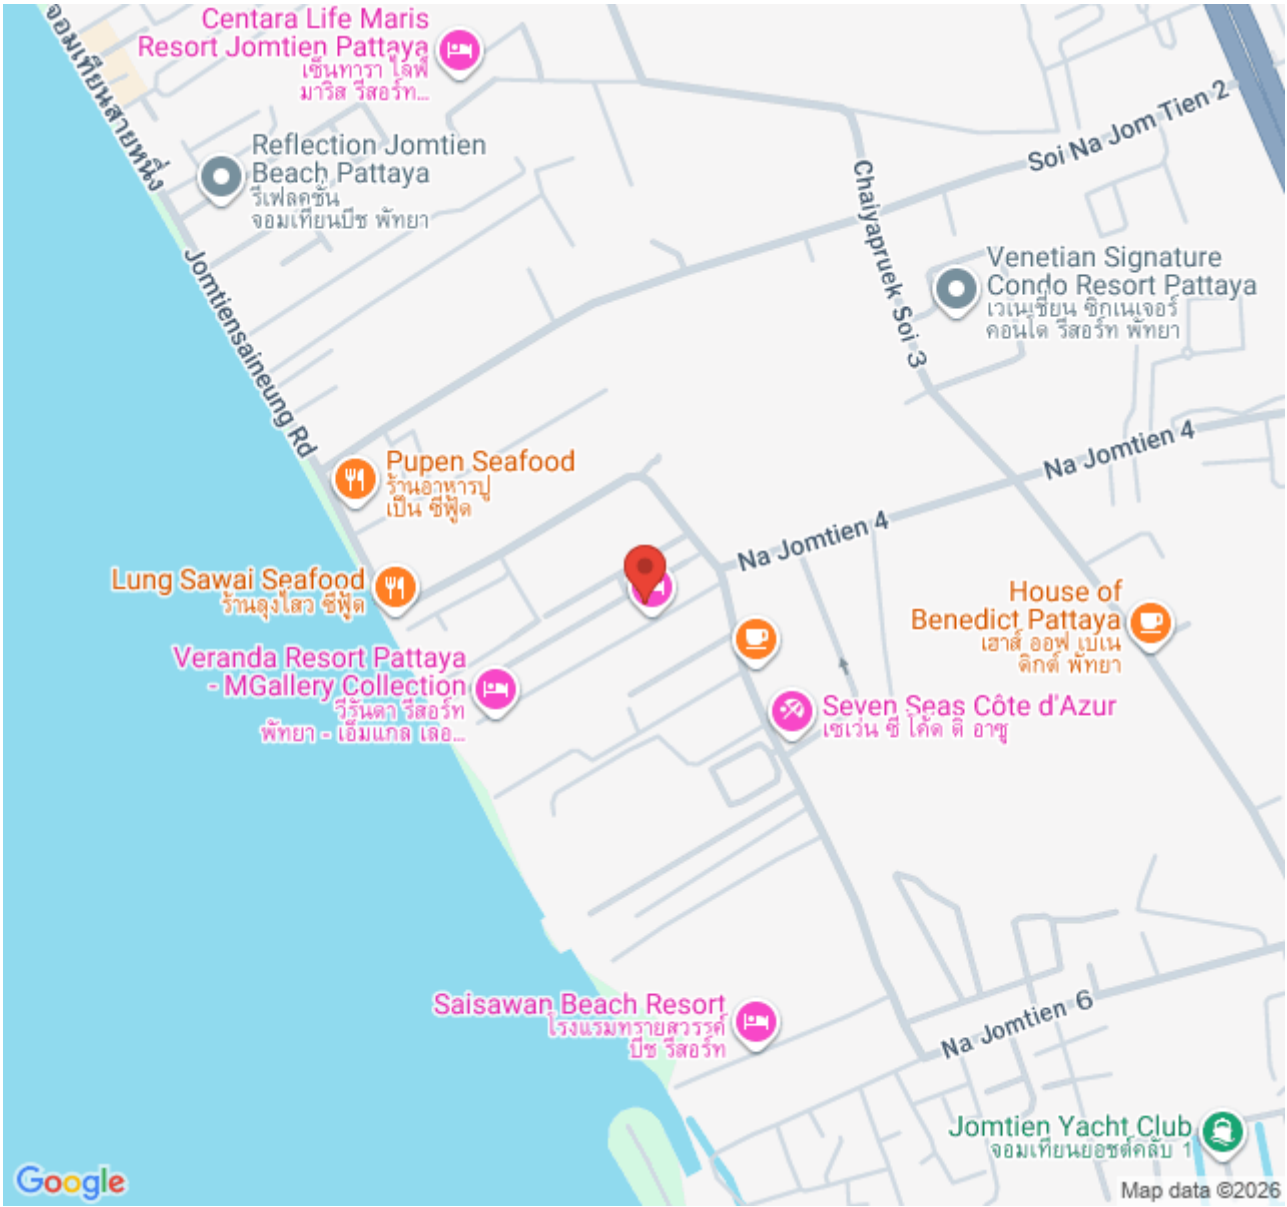 Centara Life Maris
Resort Jomtien Pattaya
เซ็นทารา ไลฟ์
มาริส รีสอร์ท...
จอมเทียนสายหนึ่ง
Soi Na Jom Tien 2
Reflection Jomtien
Beach Pattaya
รีเฟลคชั่น
จอมเทียนบีช พัทยา
Chaiyapruek Soi 3
Jomtiensaineung Rd
Venetian Signature
Condo Resort Pattaya
เวเนเชี่ยน ซิกเนเจอร์
คอนโด รีสอร์ท พัทยา
Na Jomtien 4
Pupen Seafood
ร้านอาหารปู
เป็น ซีฟู้ด
Na Jomtien 4
Lung Sawai Seafood
ร้านลุงไสว ซีฟู้ด
House of
Benedict Pattaya
เฮาส์ ออฟ เบเน
ดิกต์ พัทยา
Veranda Resort Pattaya
- MGallery Collection
วีรันดา รีสอร์ท
พัทยา - เอ็มแกล เลอ...
Seven Seas Côte d'Azur
เซเว่น ซี โค้ด ดิ อาซู
Saisawan Beach Resort
โรงแรมทรายสวรรค์
บีช รีสอร์ท
Na Jomtien 6
Jomtien Yacht Club
จอมเทียนยอชต์คลับ 1
Google
Map data ©2026